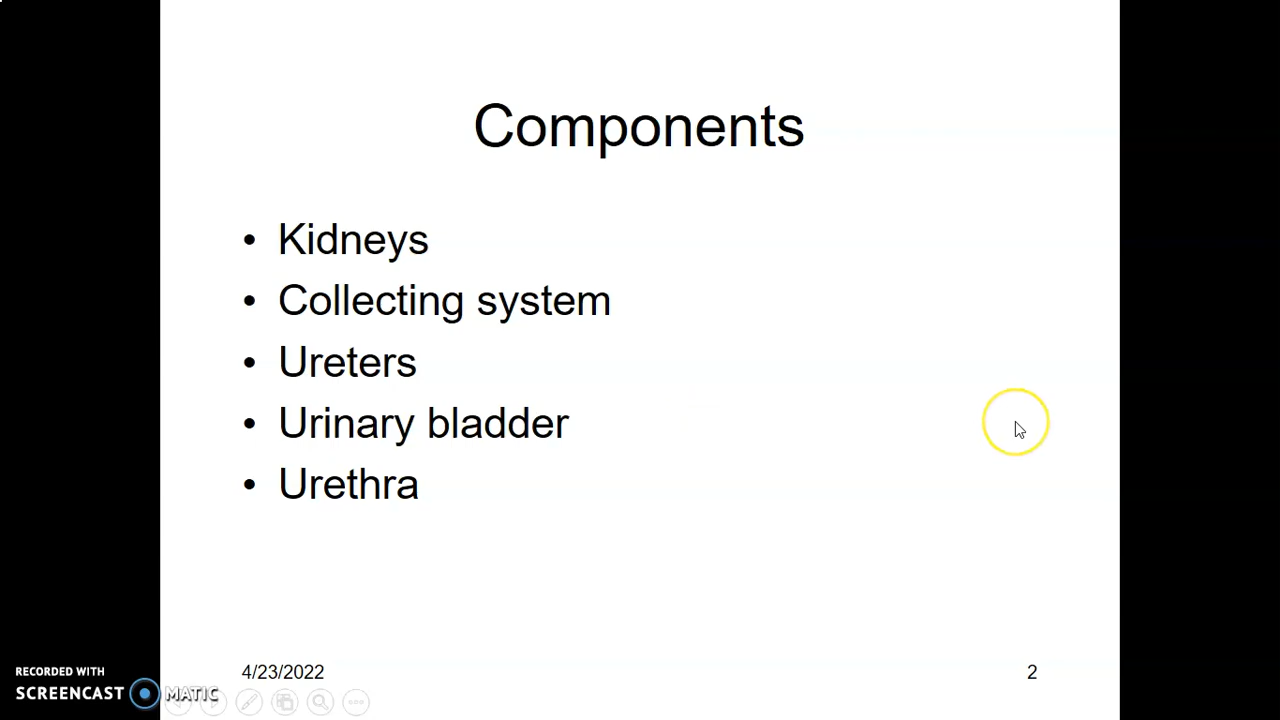 Components
• Kidneys
• Collecting system
• Ureters
• Urinary bladder
• Urethra
4/23/2022
2
RECORDED WITH
SCREENCAST MATIC